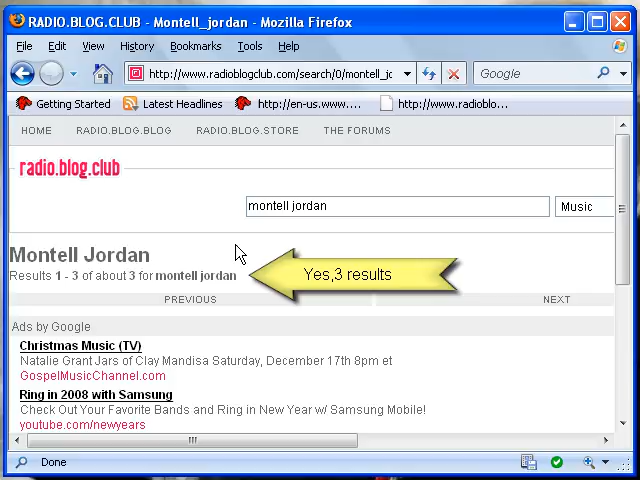 RADIO.BLOG.CLUB - Montell_jordan - Mozilla Firefox
File Edit View History Bookmarks Tools Help
http://www.radioblogclub.com/search/0/montell_jc Google
Getting Started Latest Headlines http://en-us.www.... http://www.radioblo...
HOME RADIO.BLOG.BLOG RADIO.BLOG.STORE THE FORUMS
radio.blog.club
montell jordan Music
Montell Jordan
Results 1 - 3 of about 3 for montell jordan
Yes,3 results
PREVIOUS NEXT
Ads by Google
Christmas Music (TV)
Natalie Grant Jars of Clay Mandisa Saturday, December 17th 8pm et
GospelMusicChannel.com
Ring in 2008 with Samsung
Check Out Your Favorite Bands and Ring in New Year w/ Samsung Mobile!
youtube.com/newyears
Done